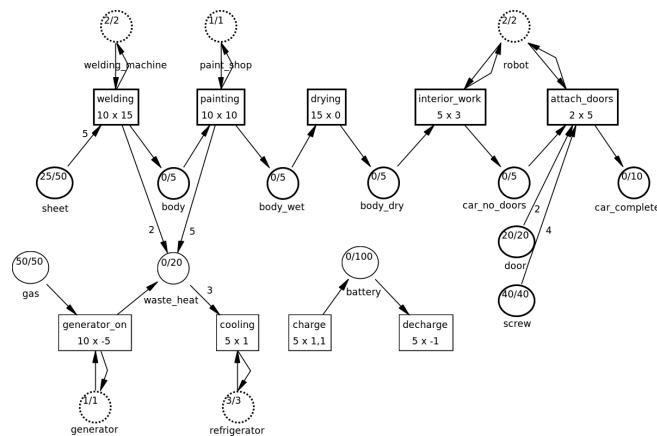 2/2
1/1
2/2
welding_machine
paint_shop
robot
welding
10 x 15
painting
10 x 10
drying
15 x 0
interior_work
5 x 3
attach_doors
2 x 5
5
25/50
sheet
0/5
body
0/5
body_wet
0/5
body_dry
0/5
car_no_doors
0/10
car_complete
2
5
2
4
20/20
door
40/40
screw
50/50
gas
0/20
waste_heat
3
0/100
battery
generator_on
10 x -5
cooling
5 x 1
charge
5 x 1,1
decharge
5 x -1
1/1
generator
3/3
refrigerator